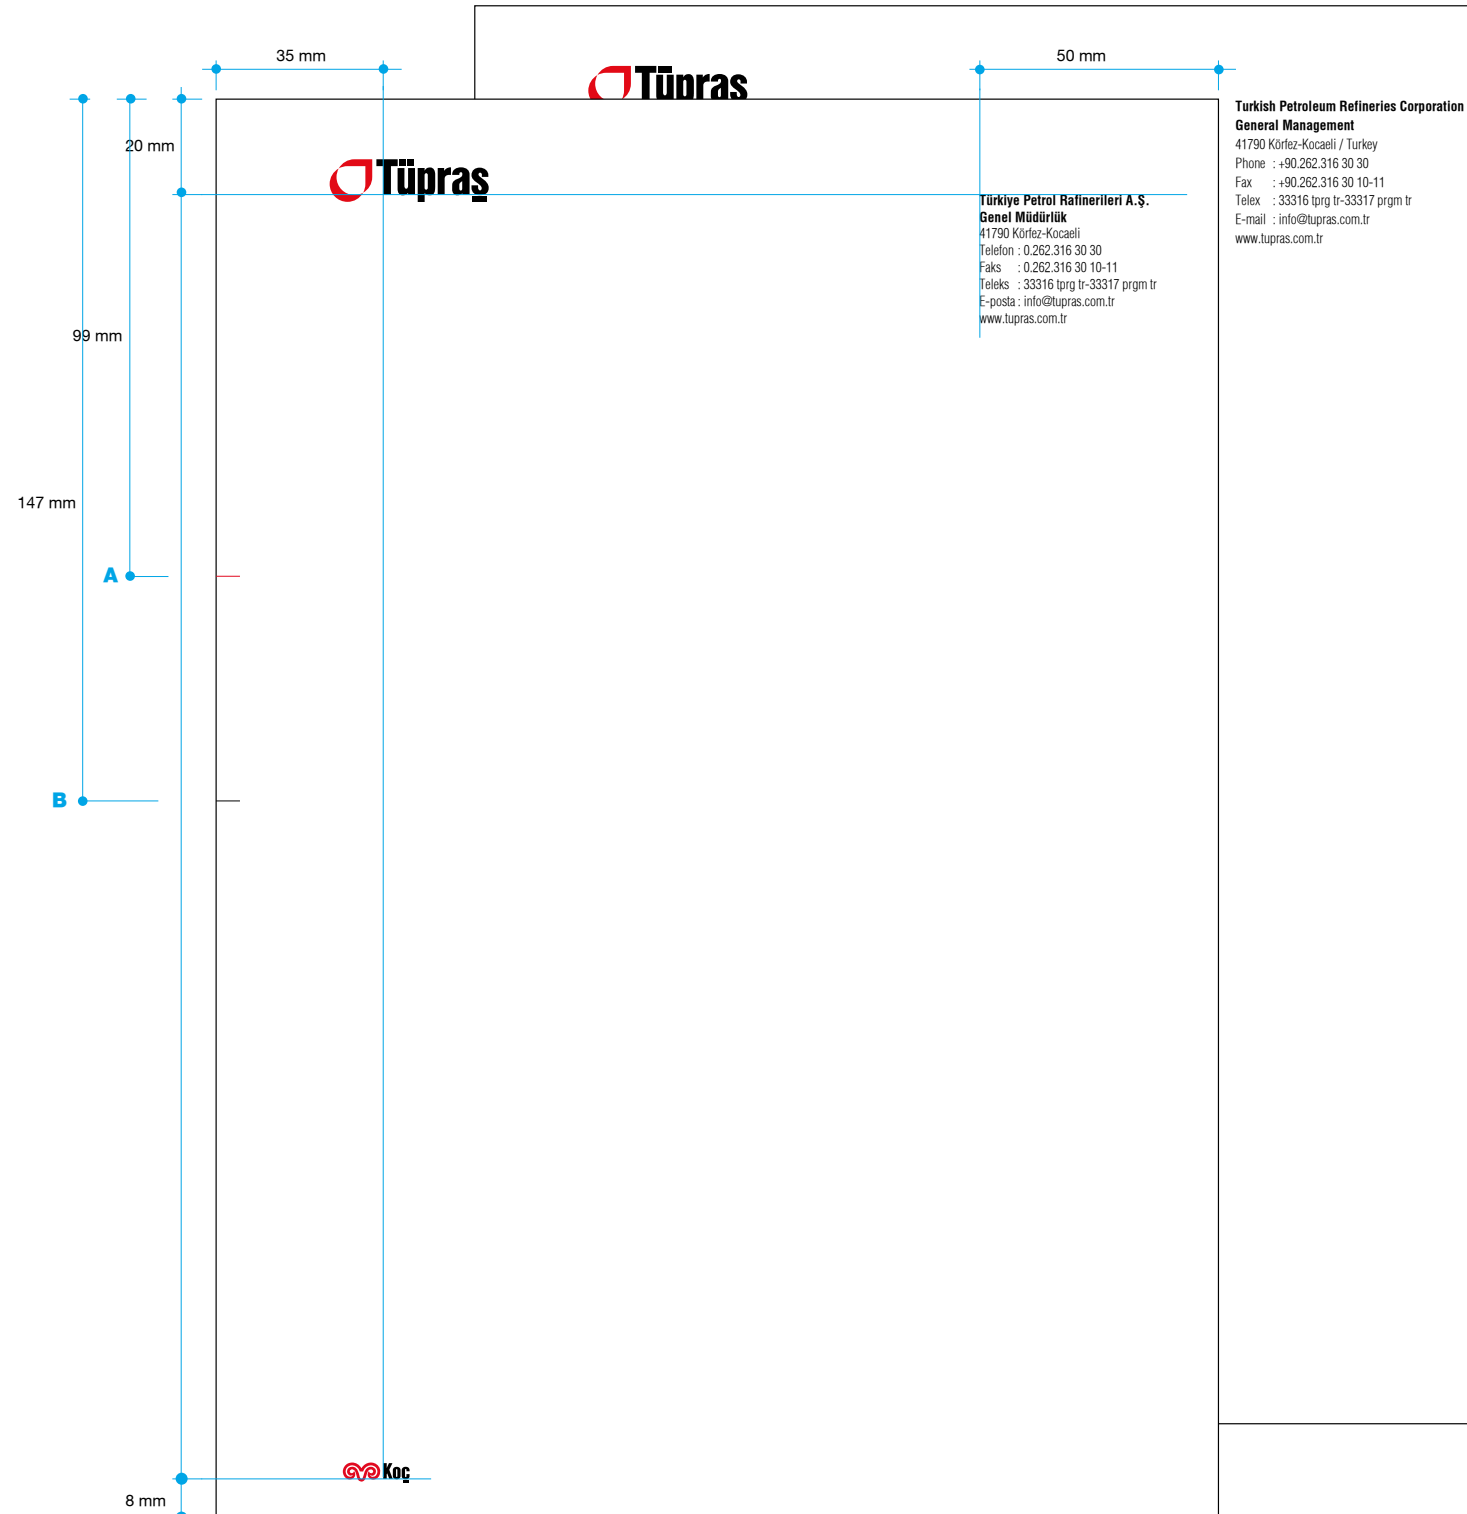 35 mm
50 mm
Tüpraş
20 mm
Tüpraş
Turkish Petroleum Refineries Corporation
General Management
41790 Körfez-Kocaeli / Turkey
Phone : +90.262.316 30 30
Fax : +90.262.316 30 10-11
Telex : 33316 tprg tr-33317 prgm tr
E-mail : info@tupras.com.tr
www.tupras.com.tr
Türkiye Petrol Rafinerileri A.Ş.
Genel Müdürlük
41790 Körfez-Kocaeli
Telefon : 0.262.316 30 30
Faks : 0.262.316 30 10-11
Teleks : 33316 tprg tr-33317 prgm tr
E-posta : info@tupras.com.tr
www.tupras.com.tr
99 mm
147 mm
A
B
Koç
8 mm